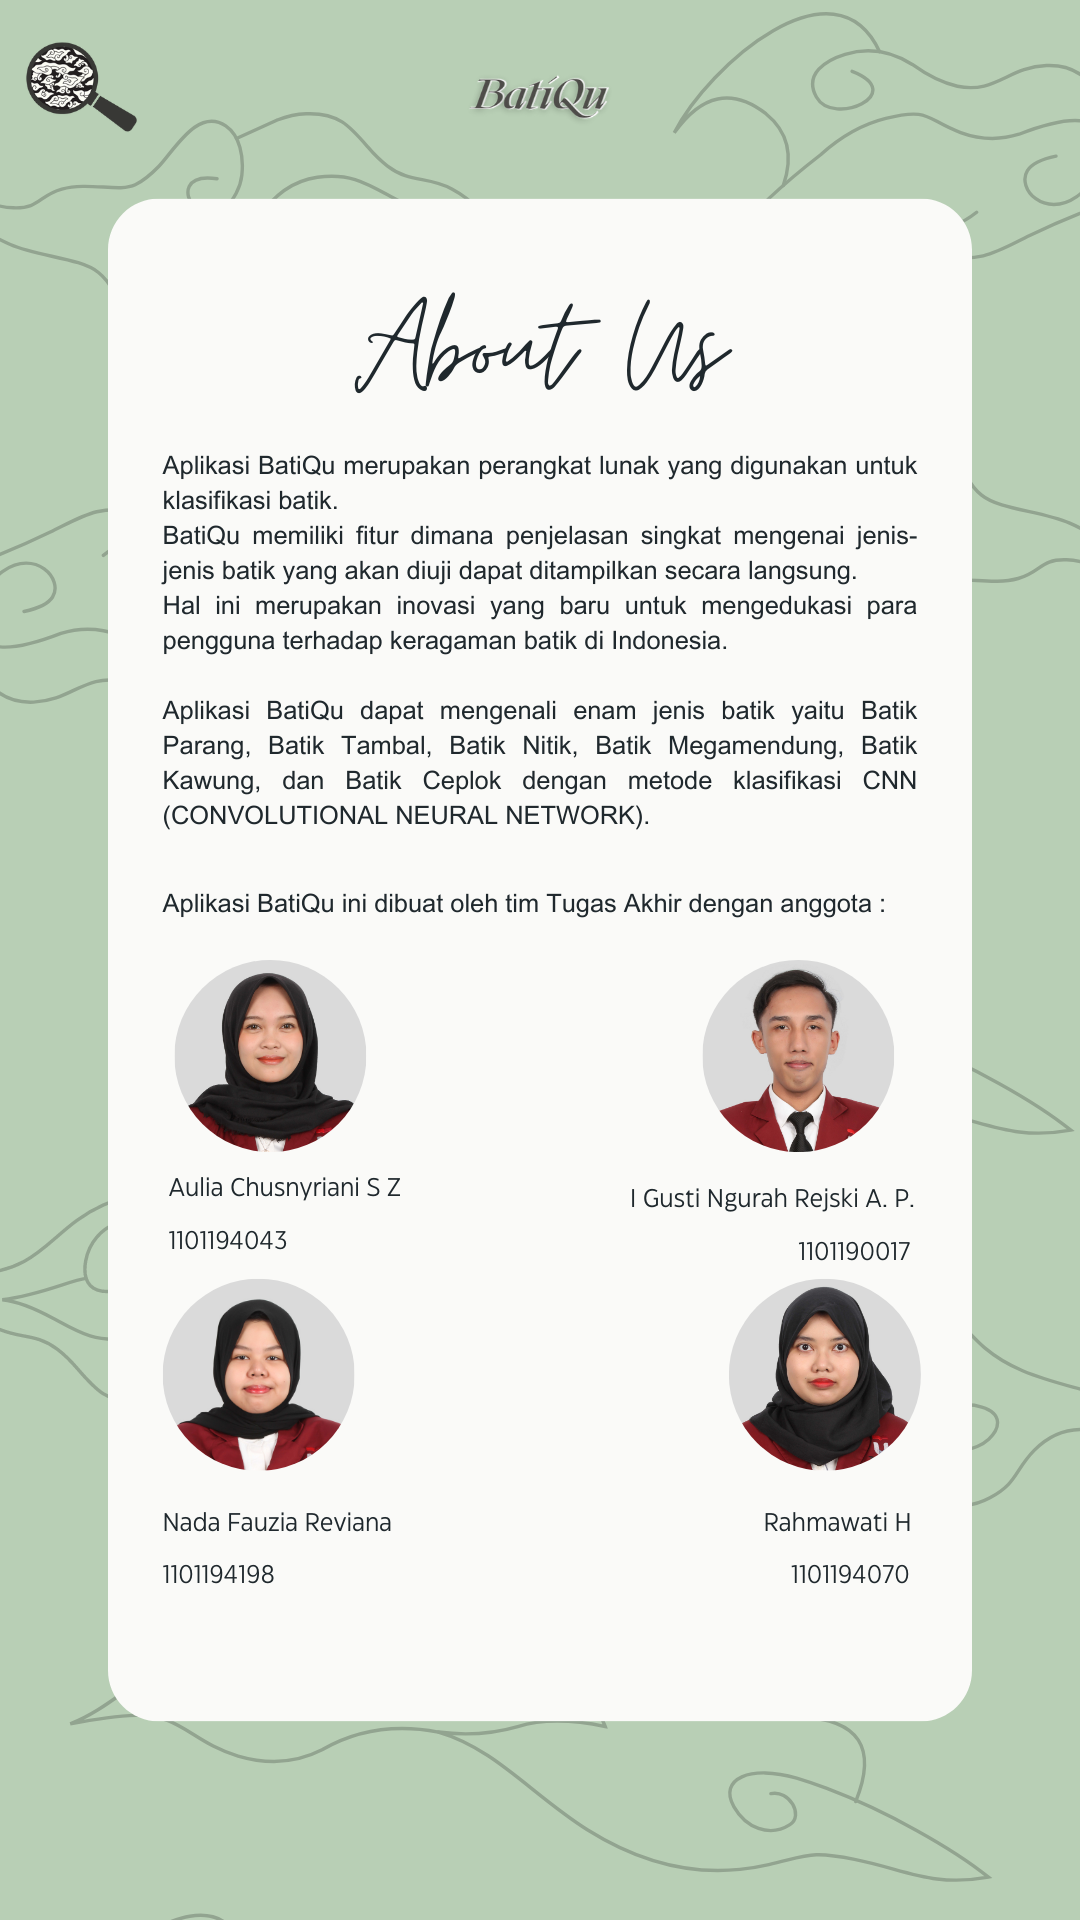 BatiQu
About Us
Aplikasi BatiQu merupakan perangkat lunak yang digunakan untuk
klasifikasi batik.
BatiQu memiliki fitur dimana penjelasan singkat mengenai jenis-
jenis batik yang akan diuji dapat ditampilkan secara langsung.
Hal ini merupakan inovasi yang baru untuk mengedukasi para
pengguna terhadap keragaman batik di Indonesia.
Aplikasi BatiQu dapat mengenali enam jenis batik yaitu Batik
Parang, Batik Tambal, Batik Nitik, Batik Megamendung, Batik
Kawung, dan Batik Ceplok dengan metode klasifikasi CNN
(CONVOLUTIONAL NEURAL NETWORK).
Aplikasi BatiQu ini dibuat oleh tim Tugas Akhir dengan anggota :
Aulia Chusnyriani S Z
1101194043
I Gusti Ngurah Rejski A. P.
1101190017
Nada Fauzia Reviana
1101194198
Rahmawati H
1101194070